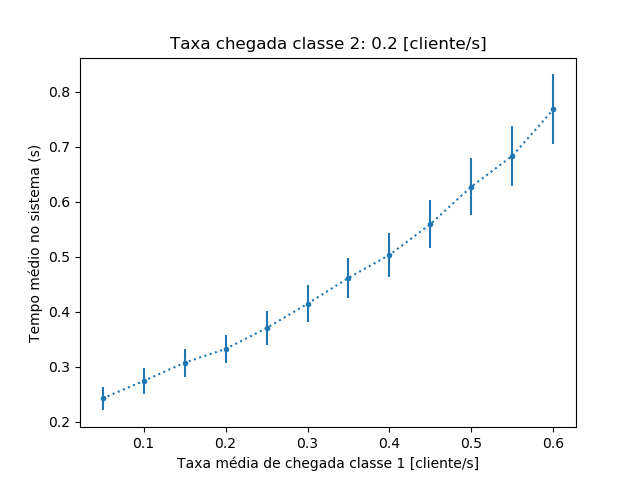 Taxa chegada classe 2: 0.2 [cliente/s]
Tempo médio no sistema (s)
0.8
0.7
0.6
0.5
0.4
0.3
0.2
0.1 0.2 0.3 0.4 0.5 0.6
Taxa média de chegada classe 1 [cliente/s]